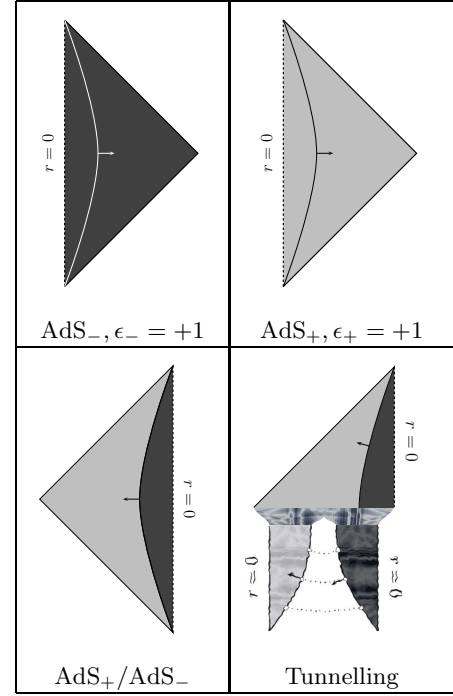 r = 0
r = 0
AdS₋, ϵ₋ = +1
AdS₊, ϵ₊ = +1
r = 0
r = 0
r ≈ 0
r ≈ 0
AdS₊/AdS₋
Tunnelling